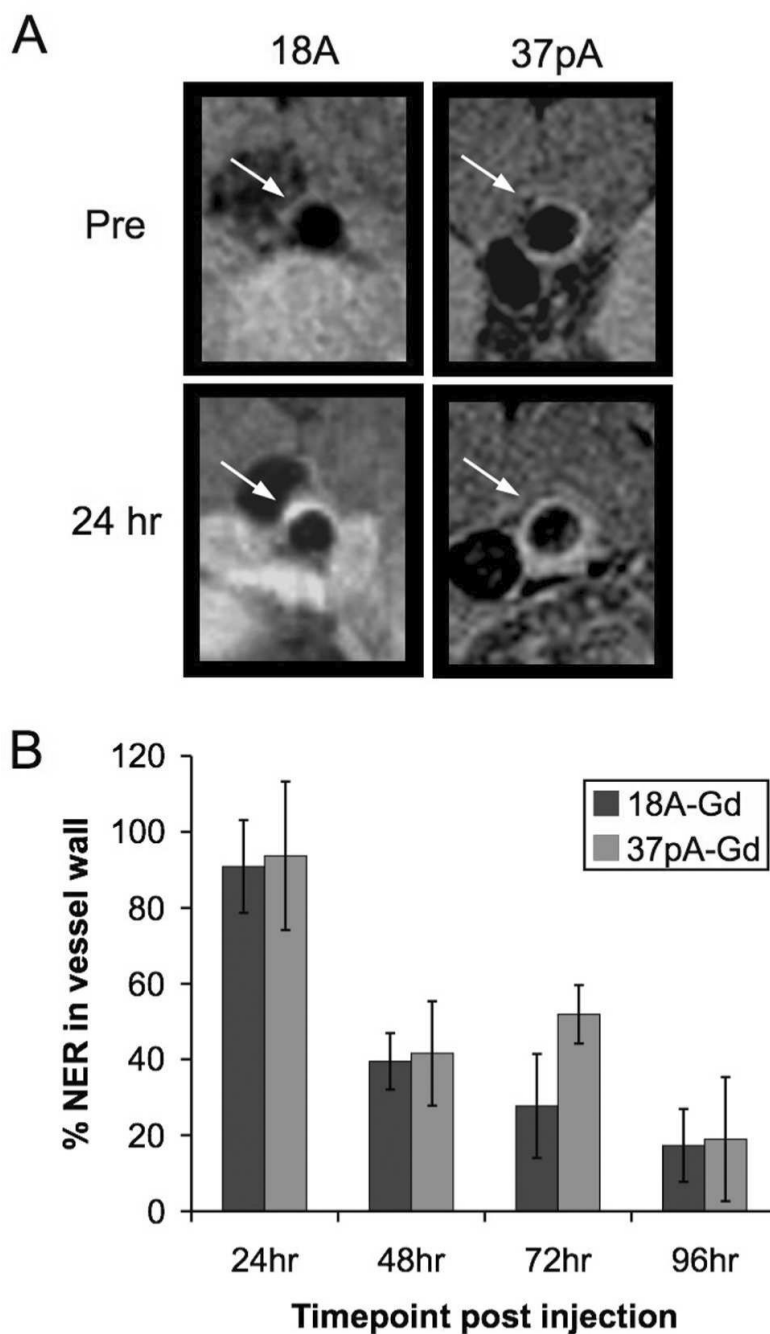 A
18A 37pA
Pre
24 hr
B
120
100
80
60
40
20
0
% NER in vessel wall
18A-Gd
37pA-Gd
24hr 48hr 72hr 96hr
Timepoint post injection